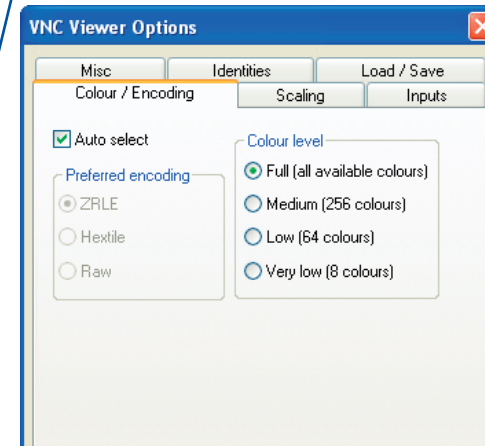 VNC Viewer Options
Misc
Identities
Load / Save
Colour / Encoding
Scaling
Inputs
Auto select
Preferred encoding
ZRLE
Hextile
Raw
Colour level
Full (all available colours)
Medium (256 colours)
Low (64 colours)
Very low (8 colours)